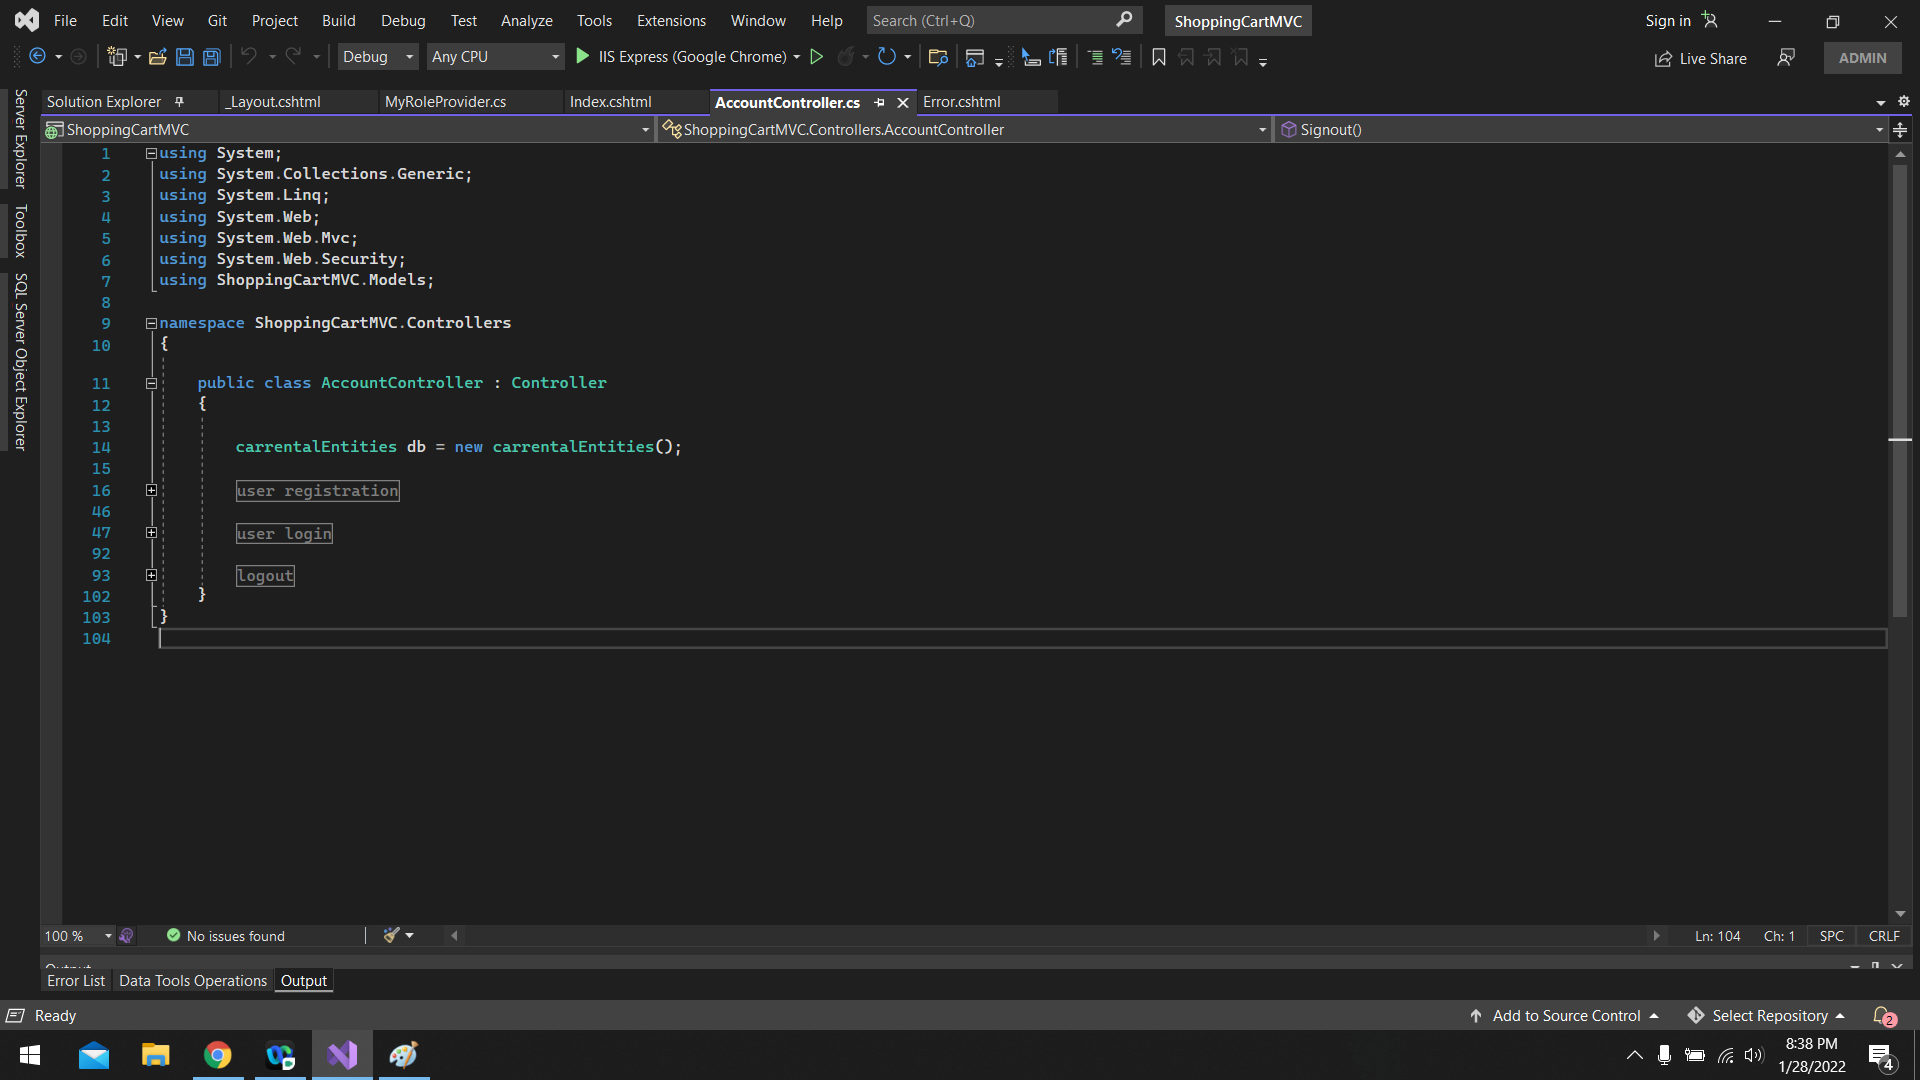 File Edit View Git Project Build Debug Test Analyze Tools Extensions Window Help Search (Ctrl+Q) ShoppingCartMVC Sign in
Debug Any CPU IIS Express (Google Chrome) Live Share ADMIN
Server Explorer
Toolbox
SQL Server Object Explorer
Solution Explorer _Layout.cshtml MyRoleProvider.cs Index.cshtml AccountController.cs Error.cshtml
ShoppingCartMVC ShoppingCartMVC.Controllers.AccountController Signout()
1 using System;
2 using System.Collections.Generic;
3 using System.Linq;
4 using System.Web;
5 using System.Web.Mvc;
6 using System.Web.Security;
7 using ShoppingCartMVC.Models;
8
9 namespace ShoppingCartMVC.Controllers
10 {
11 public class AccountController : Controller
12 {
13
14 carrentalEntities db = new carrentalEntities();
15
16 user registration
46
47 user login
92
93 logout
102 }
103 }
104
100 % No issues found Ln: 104 Ch: 1 SPC CRLF
Output
Error List Data Tools Operations Output
Ready Add to Source Control Select Repository 2
8:38 PM
1/28/2022 4